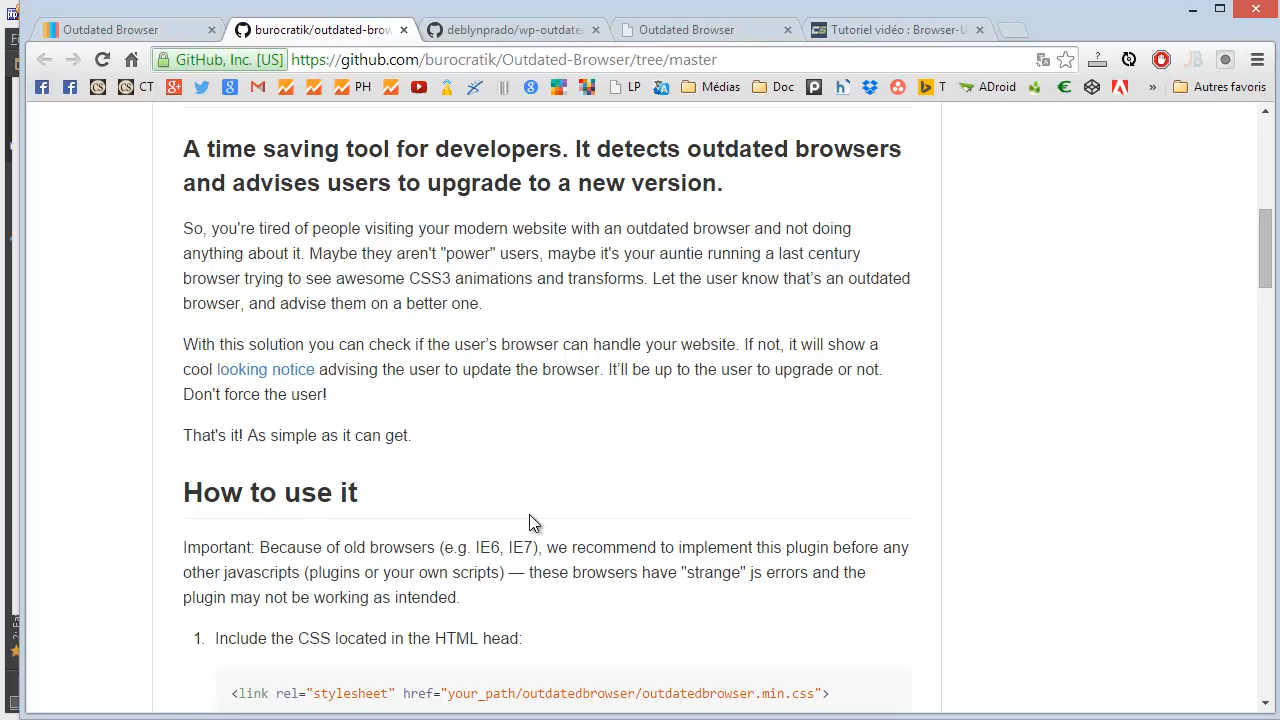 Outdated Browser
burocratik/outdated-brow
deblynprado/wp-outdate
Outdated Browser
Tutoriel vidéo : Browser-U
GitHub, Inc. [US]
https://github.com/burocratik/Outdated-Browser/tree/master
CT
PH
LP
Médias
Doc
T
ADroid
»
Autres favoris
A time saving tool for developers. It detects outdated browsers
and advises users to upgrade to a new version.
So, you're tired of people visiting your modern website with an outdated browser and not doing
anything about it. Maybe they aren't "power" users, maybe it's your auntie running a last century
browser trying to see awesome CSS3 animations and transforms. Let the user know that’s an outdated
browser, and advise them on a better one.
With this solution you can check if the user’s browser can handle your website. If not, it will show a
cool looking notice advising the user to update the browser. It’ll be up to the user to upgrade or not.
Don't force the user!
That's it! As simple as it can get.
How to use it
Important: Because of old browsers (e.g. IE6, IE7), we recommend to implement this plugin before any
other javascripts (plugins or your own scripts) — these browsers have "strange" js errors and the
plugin may not be working as intended.
1. Include the CSS located in the HTML head:
<link rel="stylesheet" href="your_path/outdatedbrowser/outdatedbrowser.min.css">